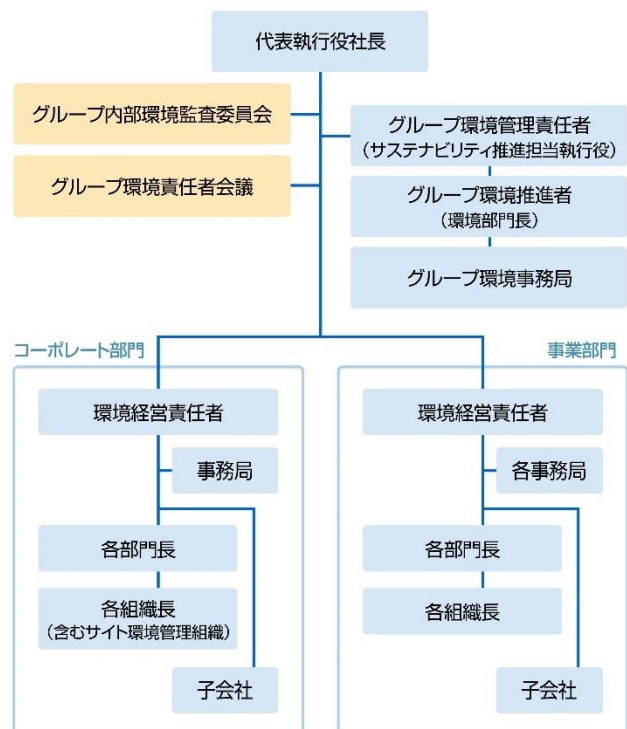 代表執行役社長
グループ内部環境監査委員会
グループ環境責任者会議
グループ環境管理責任者
（サステナビリティ推進担当執行役）
グループ環境推進者
（環境部門長）
グループ環境事務局
コーポレート部門
環境経営責任者
事務局
各部門長
各組織長
（含むサイト環境管理組織）
子会社
事業部門
環境経営責任者
各事務局
各部門長
各組織長
子会社